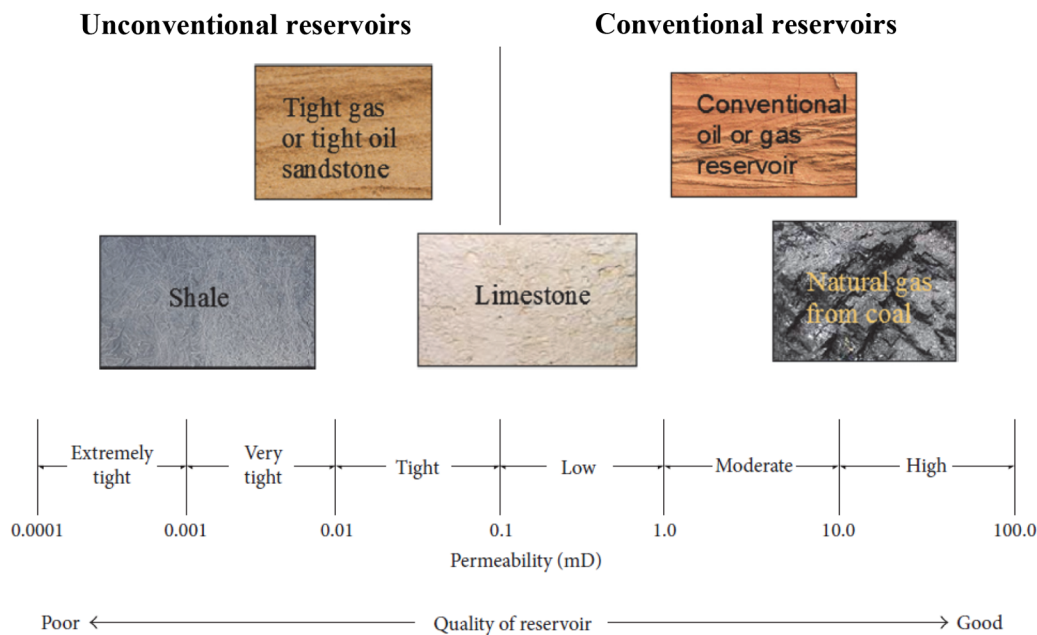 Unconventional reservoirs
Conventional reservoirs
Tight gas
or tight oil
sandstone
Conventional
oil or gas
reservoir
Shale
Limestone
Natural gas
from coal
Extremely
tight
Very
tight
Tight
Low
Moderate
High
0.0001
0.001
0.01
0.1
1.0
10.0
100.0
Permeability (mD)
Poor
Quality of reservoir
Good